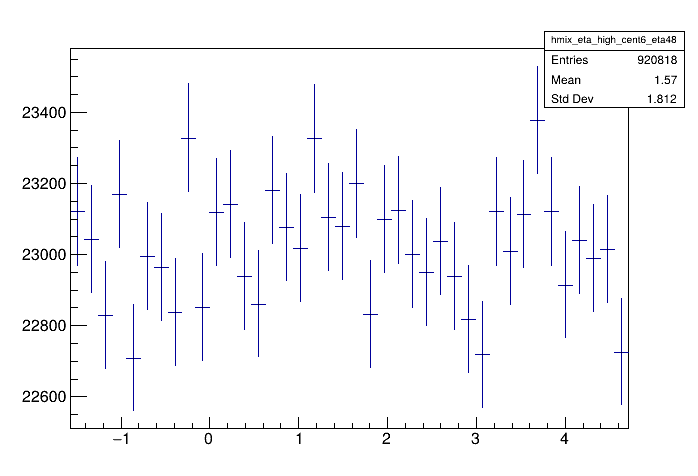 hmix_eta_high_cent6_eta48
Entries 920818
Mean 1.57
Std Dev 1.812
23400
23200
23000
22800
22600
−1 0 1 2 3 4